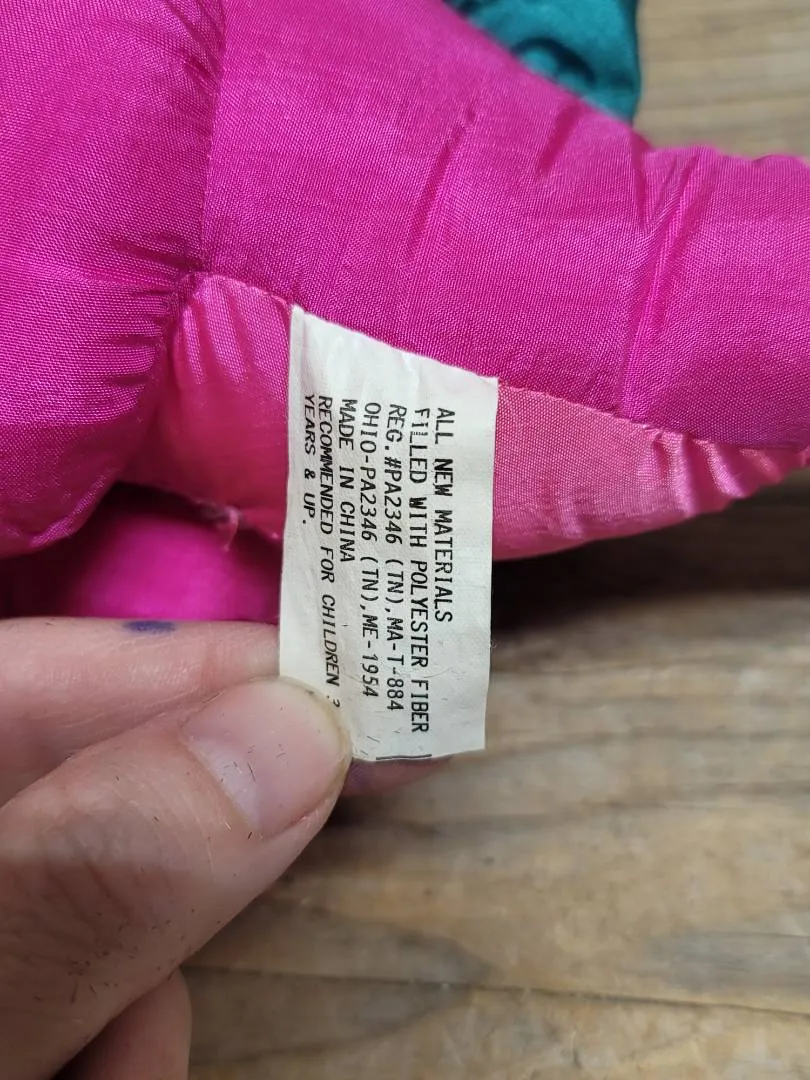 ALL NEW MATERIALS
FILLED WITH POLYESTER FIBER
REG.#PA2346 (TN),MA-T-884
OHIO-PA2346 (TN),ME-1954
MADE IN CHINA
RECOMMENDED FOR CHILDREN 3
YEARS & UP.